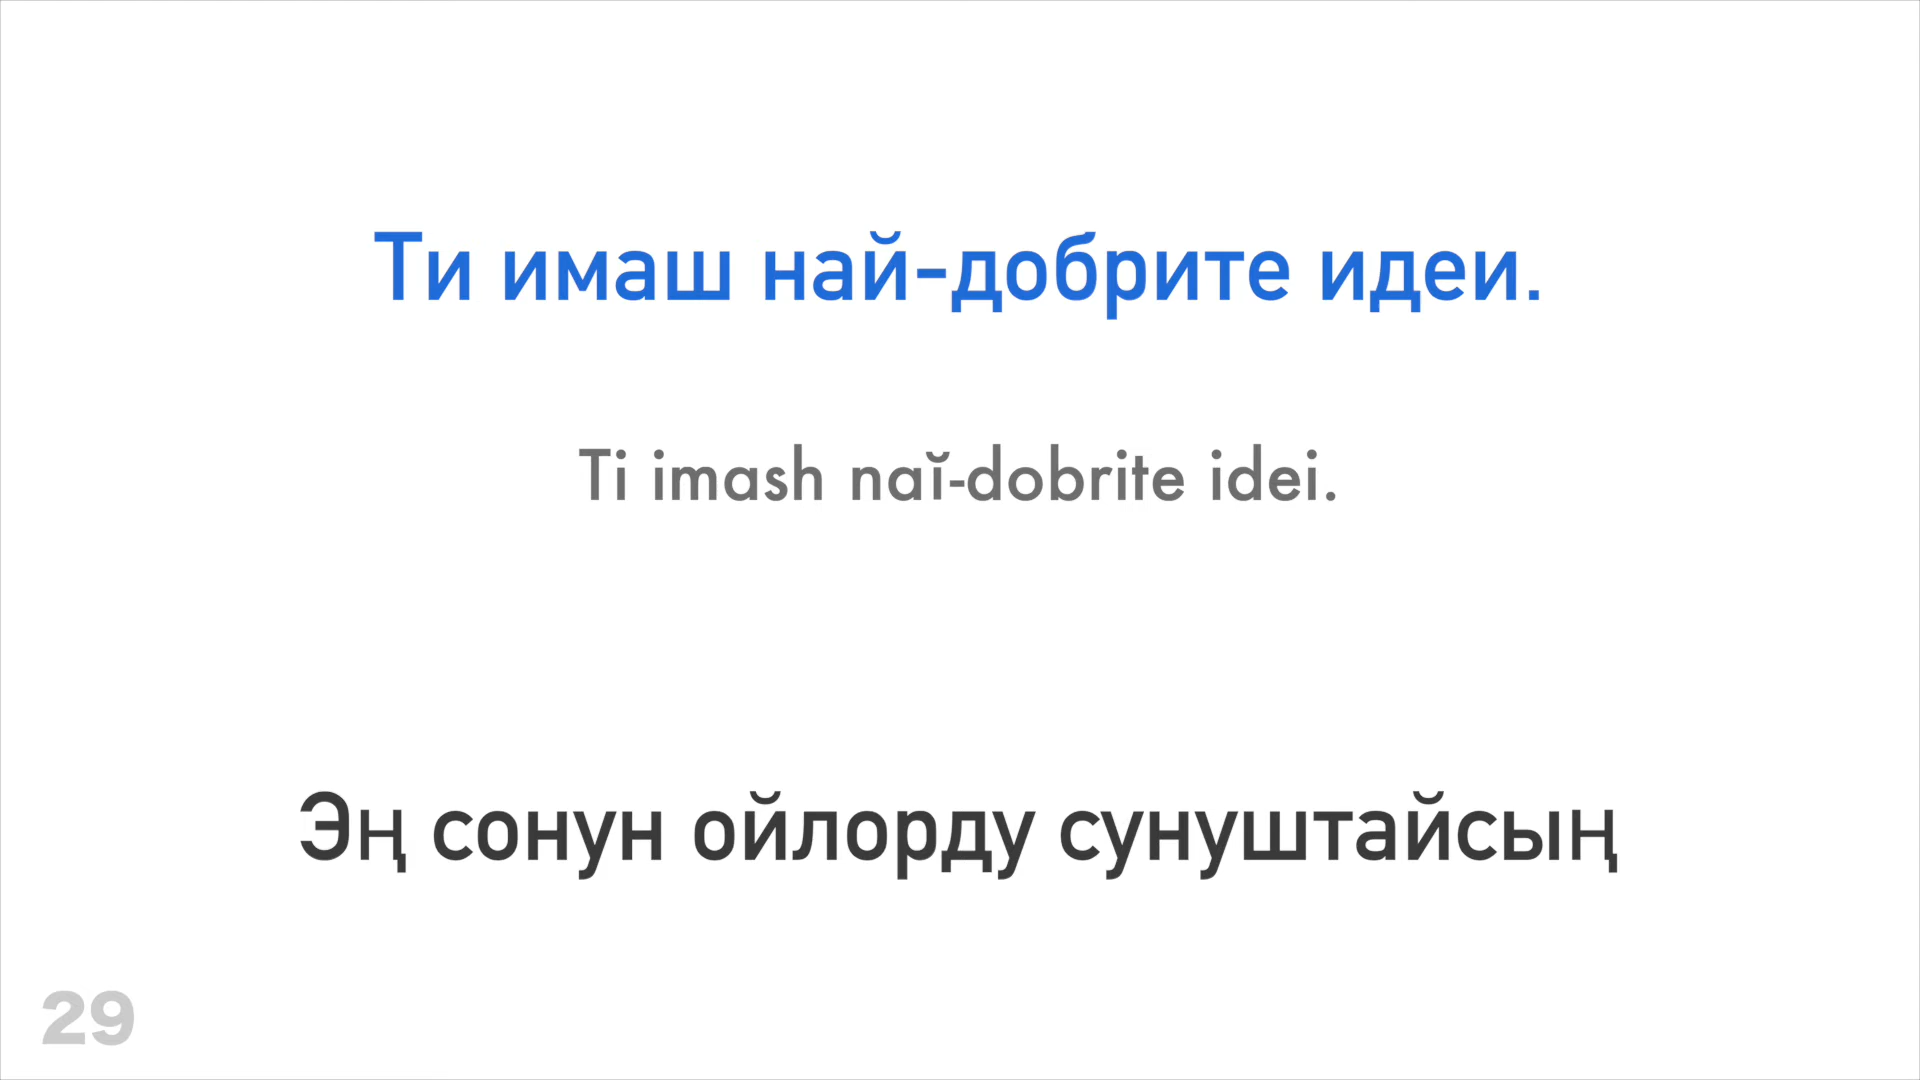 Ти имаш най-добрите идеи.
Ti imash naĭ-dobrite idei.
Эң сонун ойлорду сунуштайсың
29